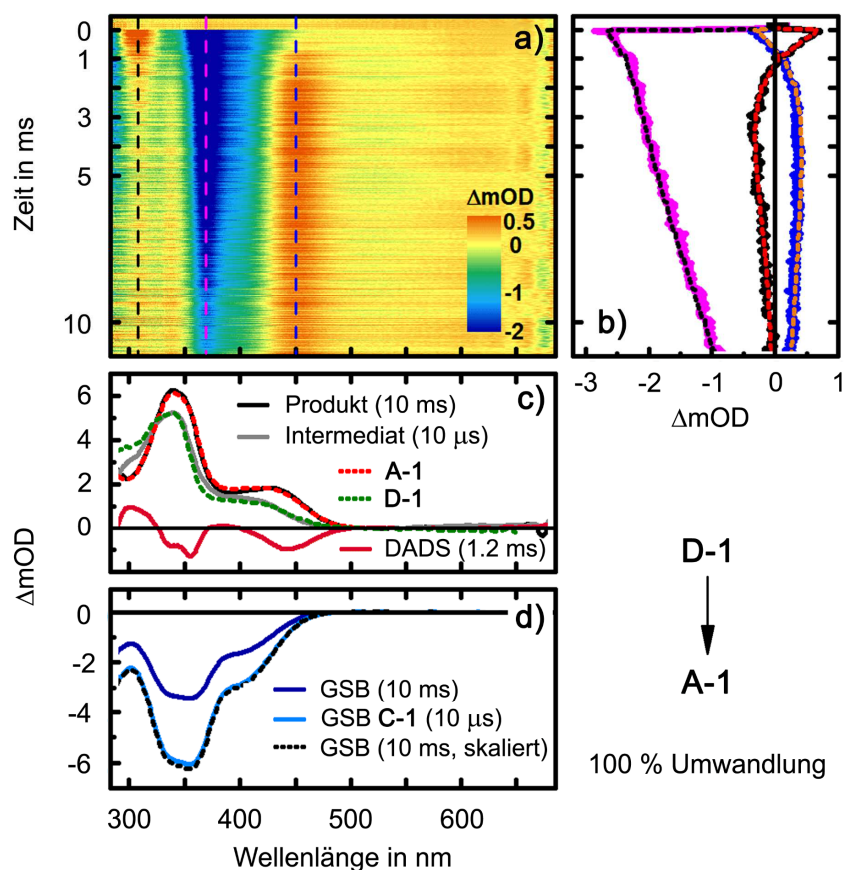 0
1
2
3
5
10
Zeit in ms
a)
ΔmOD
0.5
0
-1
-2
b)
-3 -2 -1 0 1
ΔmOD
6
4
2
0
c)
Produkt (10 ms)
Intermediat (10 μs)
A-1
D-1
DADS (1.2 ms)
ΔmOD
0
-2
-4
-6
d)
GSB (10 ms)
GSB C-1 (10 μs)
GSB (10 ms, skaliert)
300 400 500 600
Wellenlänge in nm
D-1
A-1
100 % Umwandlung